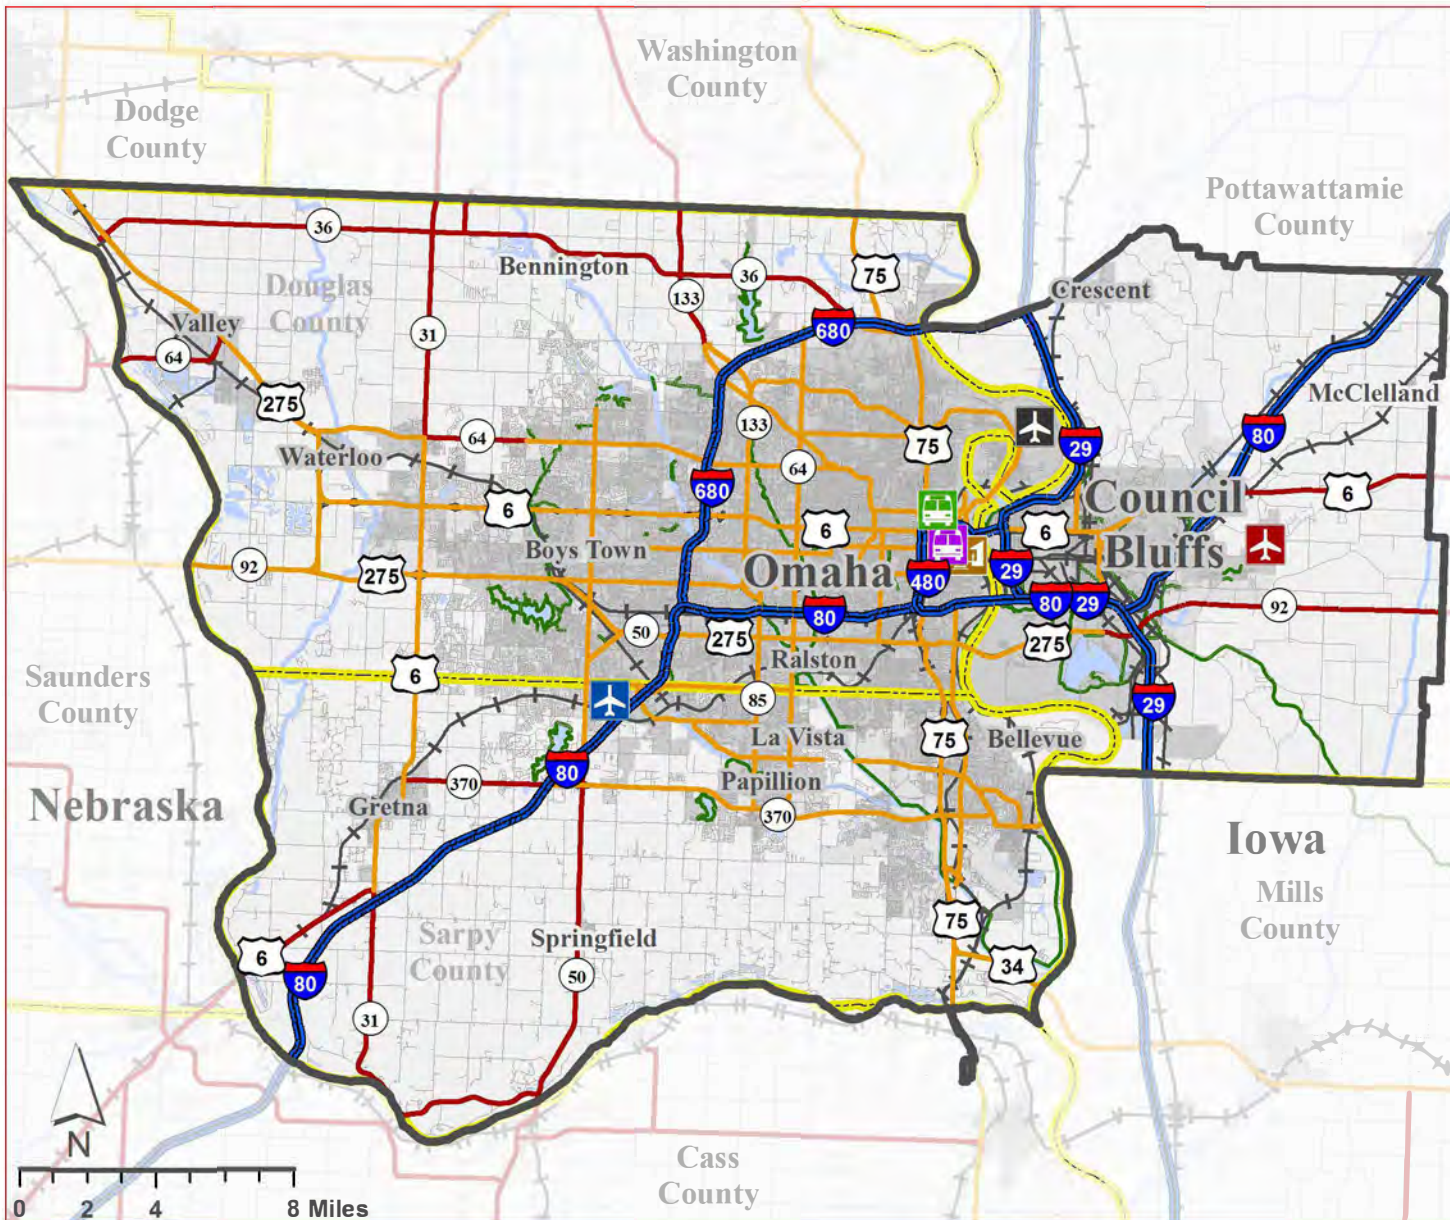 Washington
County
Dodge
County
Pottawattamie
County
36
Bennington
36
75
Douglas
County
133
Crescent
Valley
31
680
64
McClelland
275
133
80
64
75
29
Waterloo
64
680
6
Council
6
6
6
Boys Town
Bluffs
92
275
Omaha
480
29
80
29
80
92
50
275
275
Ralston
Saunders
County
6
85
29
La Vista
75
Bellevue
80
370
Papillion
Gretna
Nebraska
370
Iowa
Mills
County
Sarpy
County
Springfield
75
6
80
50
34
31
N
Cass
County
0 2 4 8 Miles